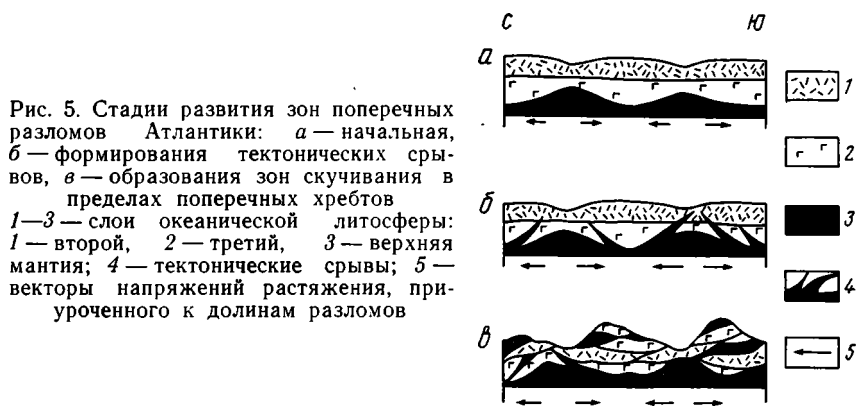 Рис. 5. Стадии развития зон поперечных
разломов Атлантики: а — начальная,
б — формирования тектонических сры-
вов, в — образования зон скучивания в
пределах поперечных хребтов
1—3 — слои океанической литосферы:
1 — второй, 2 — третий, 3 — верхняя
мантия; 4 — тектонические срывы; 5 —
векторы напряжений растяжения, при-
уроченного к долинам разломов
С Ю
а
б
в
1
2
3
4
5